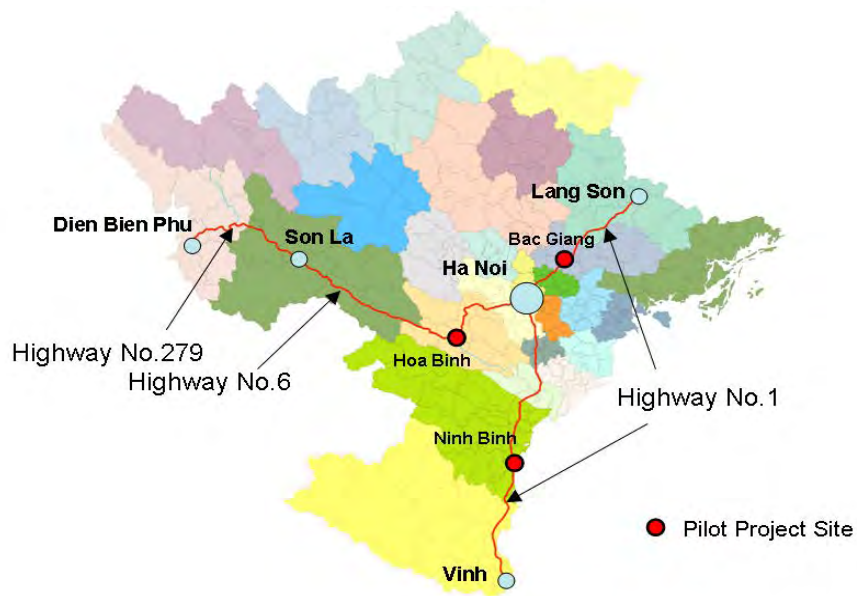 Lang Son
Dien Bien Phu
Son La
Bac Giang
Ha Noi
Highway No.279
Hoa Binh
Highway No.6
Highway No.1
Ninh Binh
Pilot Project Site
Vinh